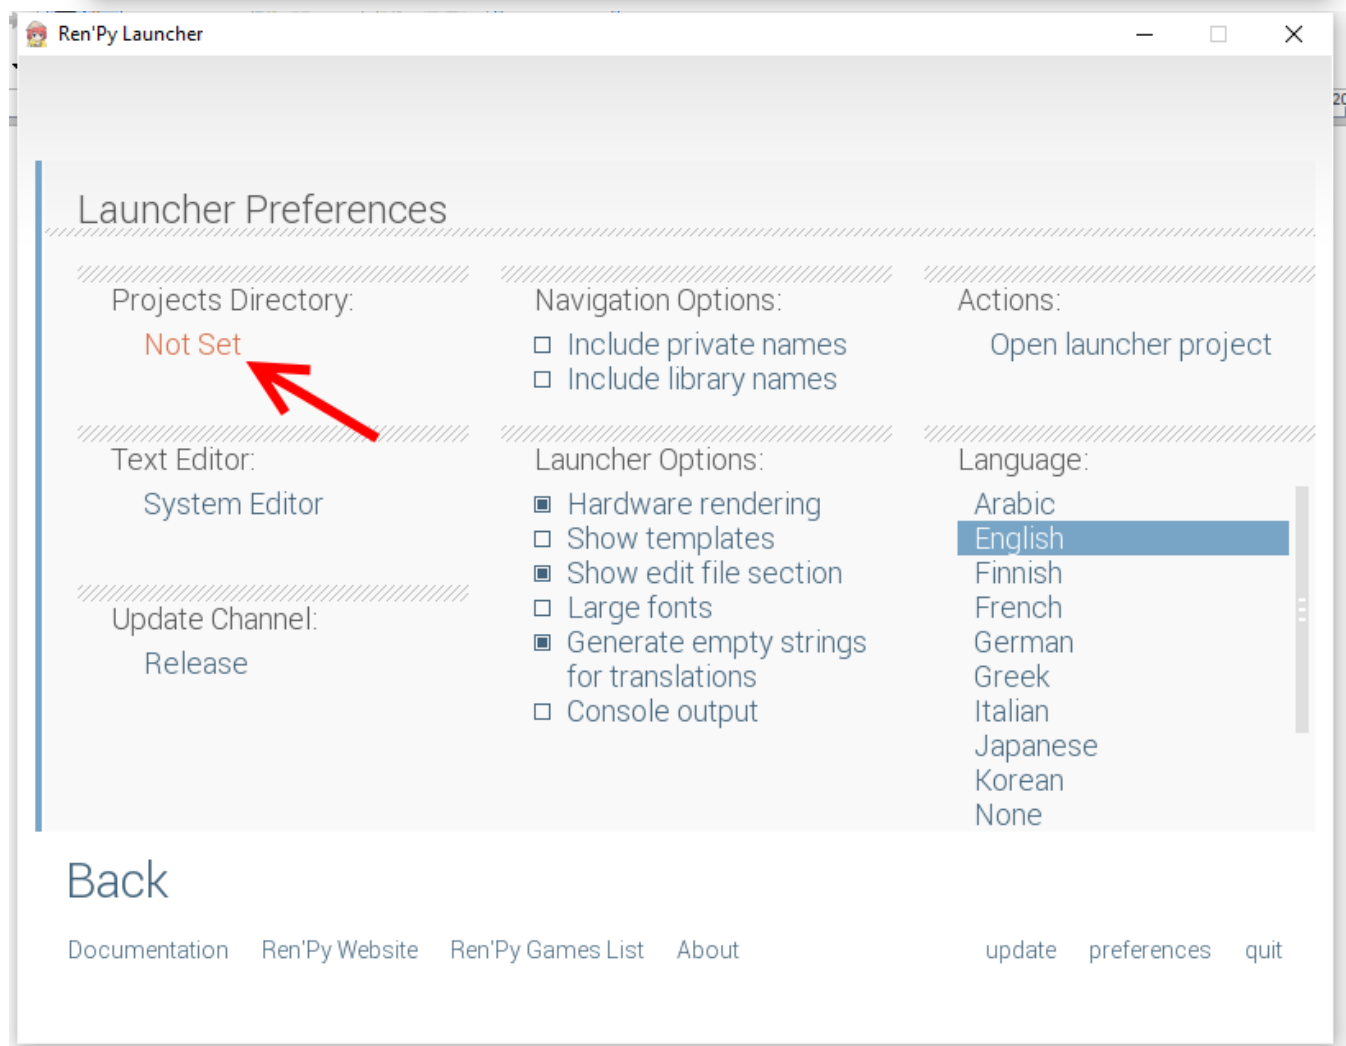 Ren'Py Launcher
20
Launcher Preferences
Projects Directory:
Not Set
Navigation Options:
Include private names
Include library names
Actions:
Open launcher project
Text Editor:
System Editor
Launcher Options:
Hardware rendering
Show templates
Show edit file section
Large fonts
Generate empty strings
for translations
Console output
Language:
Arabic
English
Finnish
French
German
Greek
Italian
Japanese
Korean
None
Update Channel:
Release
Back
Documentation Ren'Py Website Ren'Py Games List About update preferences quit